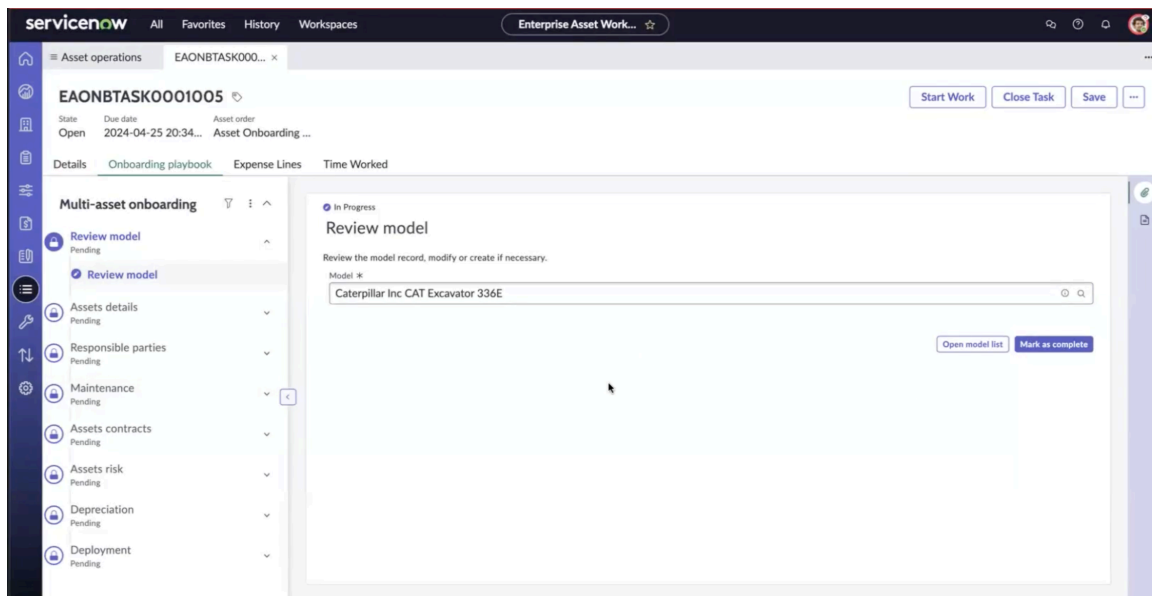 servicenow All Favorites History Workspaces Enterprise Asset Work...
Asset operations EAONBTASK000...
EAONBTASK0001005
Start Work Close Task Save
State Due date Asset order
Open 2024-04-25 20:34... Asset Onboarding ...
Details Onboarding playbook Expense Lines Time Worked
Multi-asset onboarding
Review model
Pending
Review model
Assets details
Pending
Responsible parties
Pending
Maintenance
Pending
Assets contracts
Pending
Assets risk
Pending
Depreciation
Pending
Deployment
Pending
In Progress
Review model
Review the model record, modify or create if necessary.
Model *
Caterpillar Inc CAT Excavator 336E
Open model list Mark as complete